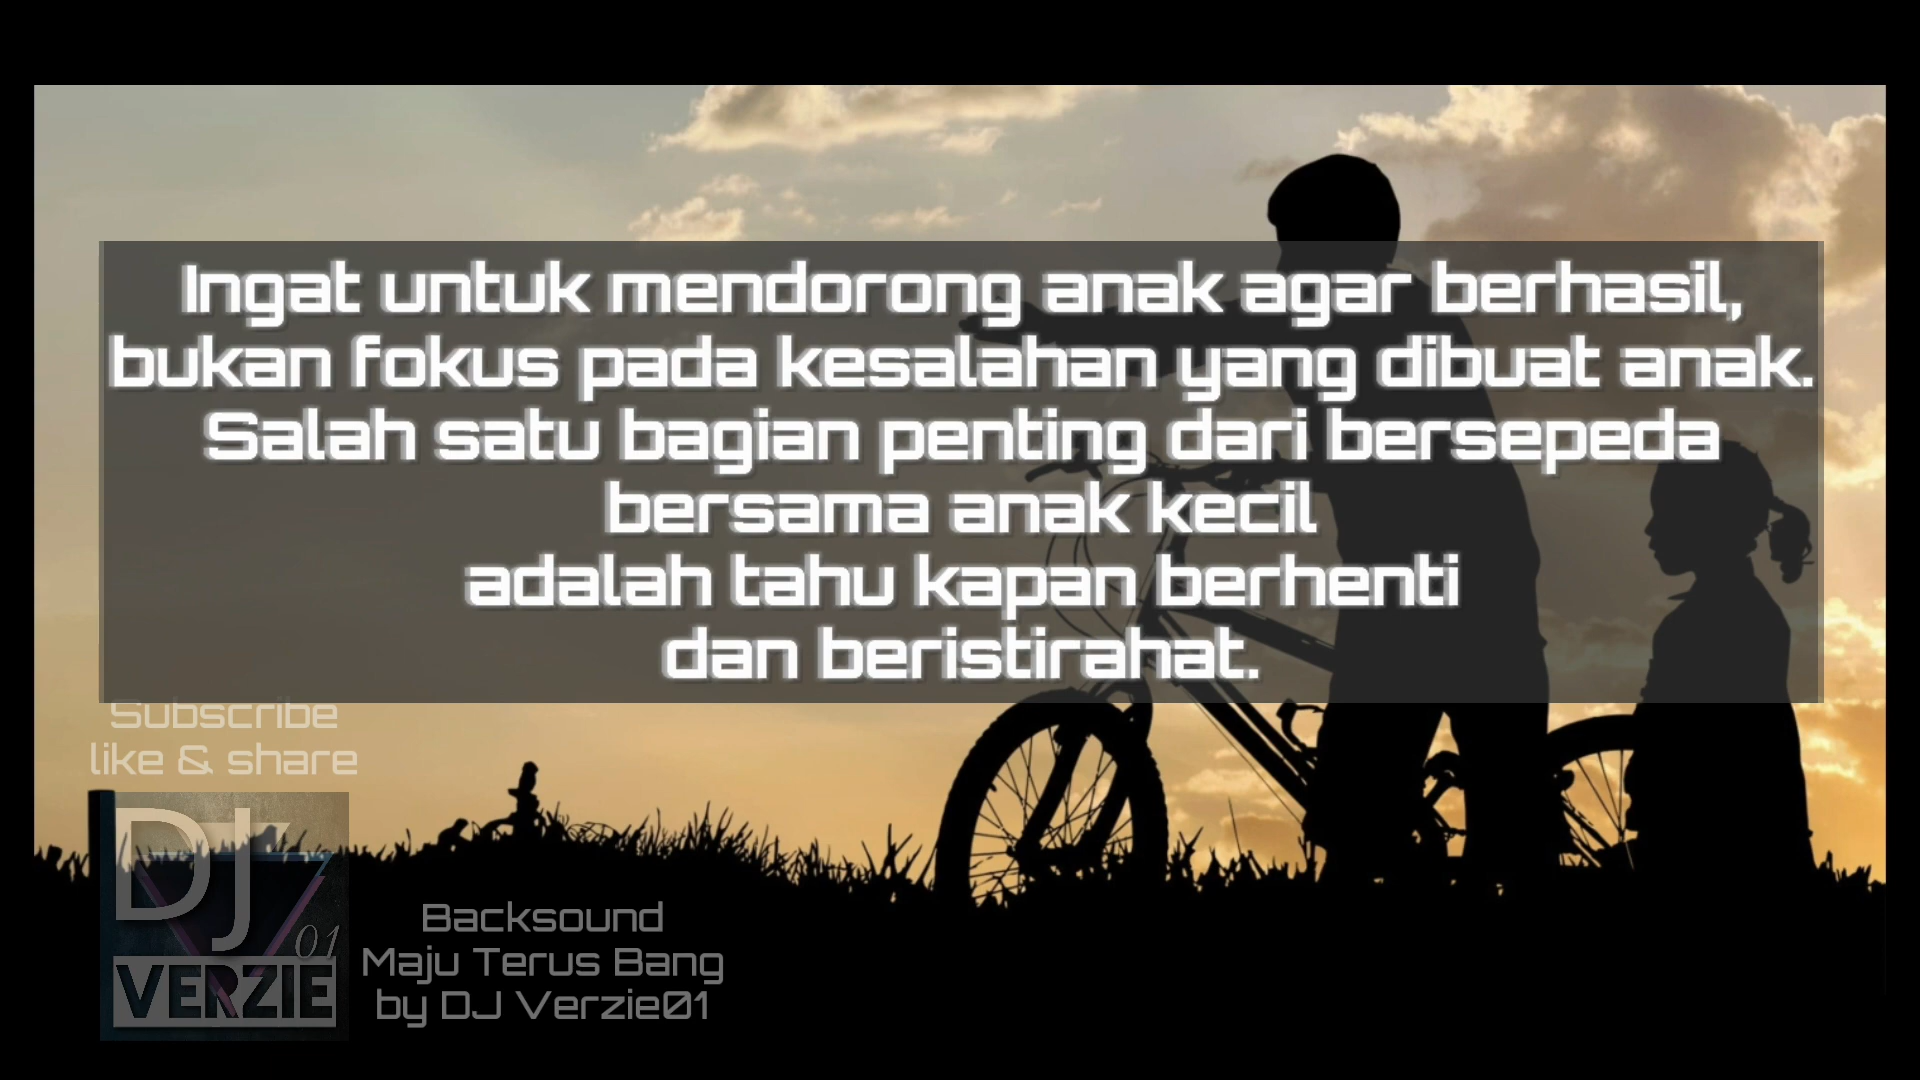 Ingat untuk mendorong anak agar berhasil,
bukan fokus pada kesalahan yang dibuat anak.
Salah satu bagian penting dari bersepeda
bersama anak kecil
adalah tahu kapan berhenti
dan beristirahat.
Subscribe
like & share
DJ
01
VERZIE
Backsound
Maju Terus Bang
by DJ Verzie01